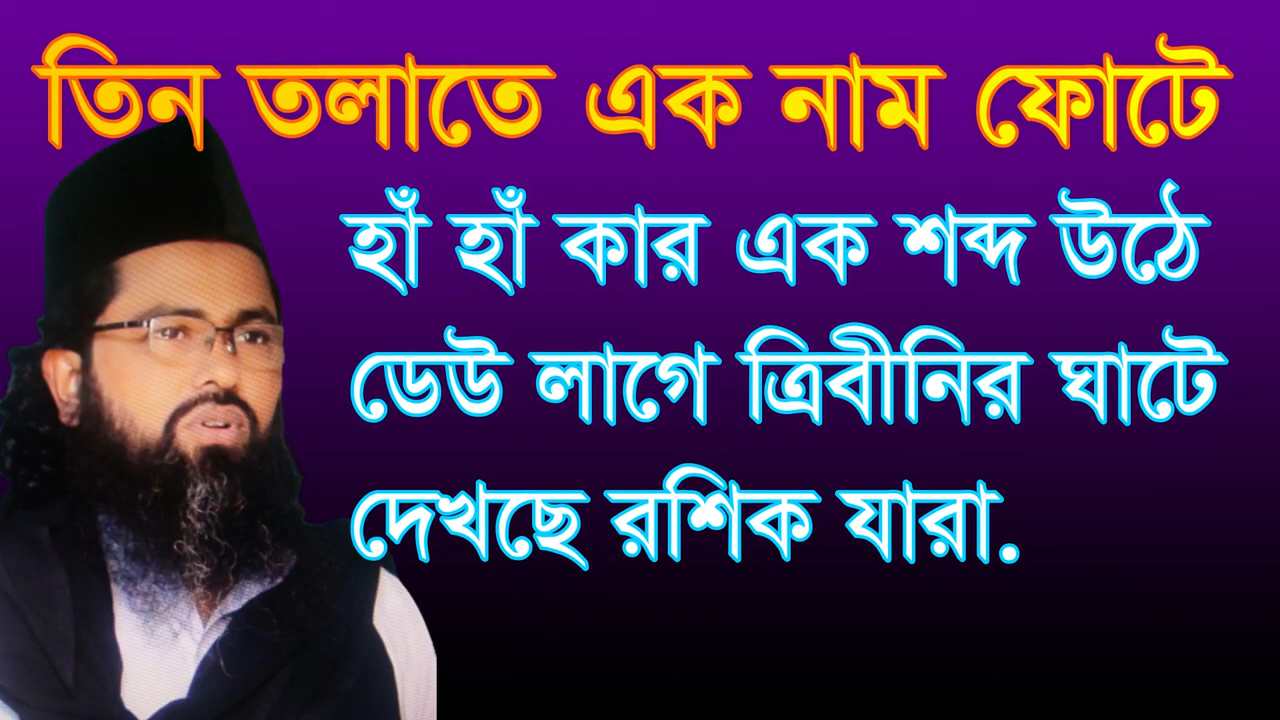 তিন তলাতে এক নাম ফোটে
হাঁ হাঁ কার এক শব্দ উঠে
ডেউ লাগে ত্রিবীনির ঘাটে
দেখছে রশিক যারা.